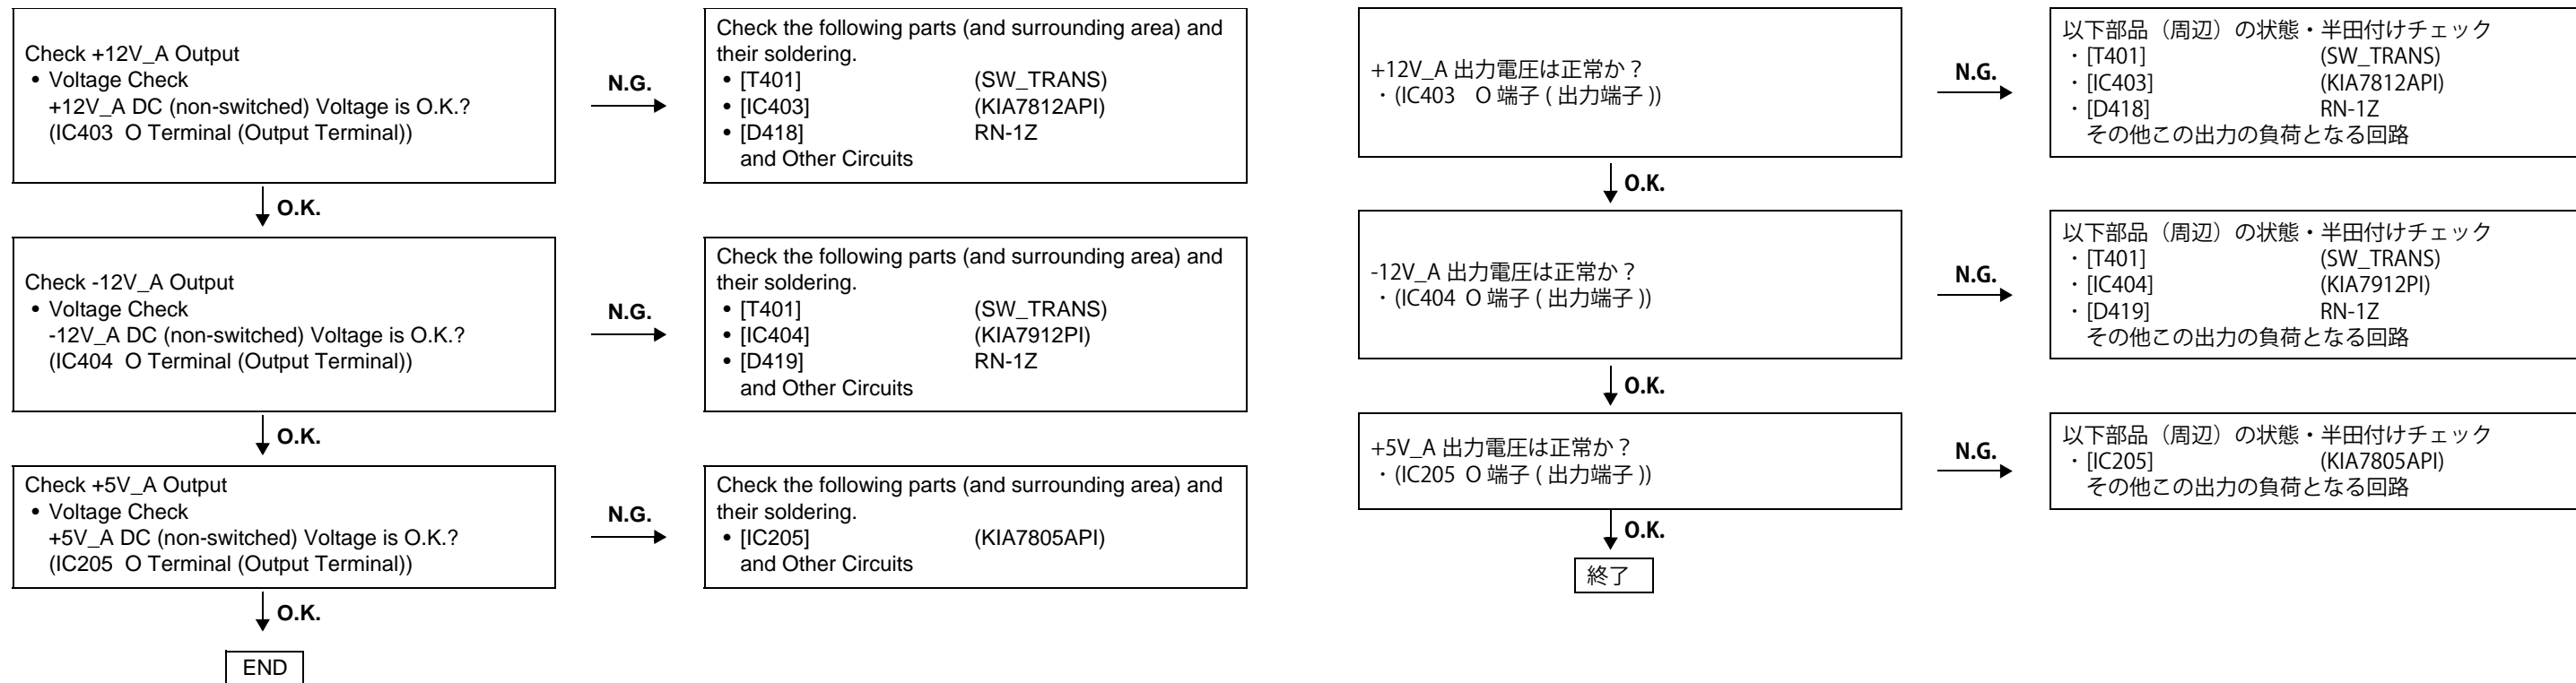 Check +12V_A Output
• Voltage Check
+12V_A DC (non-switched) Voltage is O.K.?
(IC403 O Terminal (Output Terminal))
N.G.
Check the following parts (and surrounding area) and
their soldering.
• [T401] (SW_TRANS)
• [IC403] (KIA7812API)
• [D418] RN-1Z
and Other Circuits
O.K.
Check -12V_A Output
• Voltage Check
-12V_A DC (non-switched) Voltage is O.K.?
(IC404 O Terminal (Output Terminal))
N.G.
Check the following parts (and surrounding area) and
their soldering.
• [T401] (SW_TRANS)
• [IC404] (KIA7912PI)
• [D419] RN-1Z
and Other Circuits
O.K.
Check +5V_A Output
• Voltage Check
+5V_A DC (non-switched) Voltage is O.K.?
(IC205 O Terminal (Output Terminal))
N.G.
Check the following parts (and surrounding area) and
their soldering.
• [IC205] (KIA7805API)
and Other Circuits
O.K.
END
+12V_A 出力電圧は正常か？
・(IC403 O 端子 ( 出力端子 ))
N.G.
以下部品（周辺）の状態・半田付けチェック
・[T401] (SW_TRANS)
・[IC403] (KIA7812API)
・[D418] RN-1Z
その他この出力の負荷となる回路
O.K.
-12V_A 出力電圧は正常か？
・(IC404 O 端子 ( 出力端子 ))
N.G.
以下部品（周辺）の状態・半田付けチェック
・[T401] (SW_TRANS)
・[IC404] (KIA7912PI)
・[D419] RN-1Z
その他この出力の負荷となる回路
O.K.
+5V_A 出力電圧は正常か？
・(IC205 O 端子 ( 出力端子 ))
N.G.
以下部品（周辺）の状態・半田付けチェック
・[IC205] (KIA7805API)
その他この出力の負荷となる回路
O.K.
終了